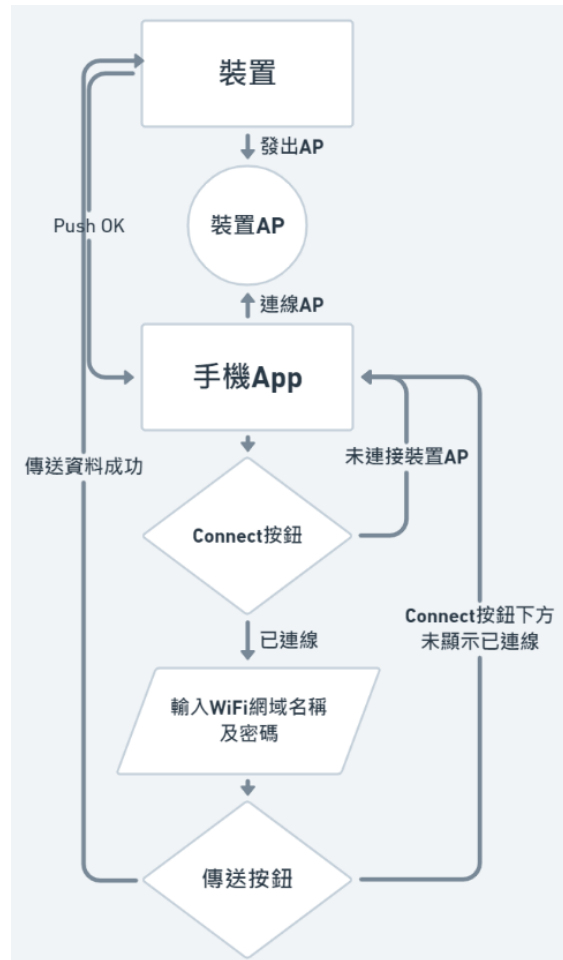 裝置
發出AP
裝置AP
Push OK
連線AP
手機App
未連接裝置AP
傳送資料成功
Connect按鈕
Connect按鈕下方
未顯示已連線
已連線
輸入WiFi網域名稱
及密碼
傳送按鈕